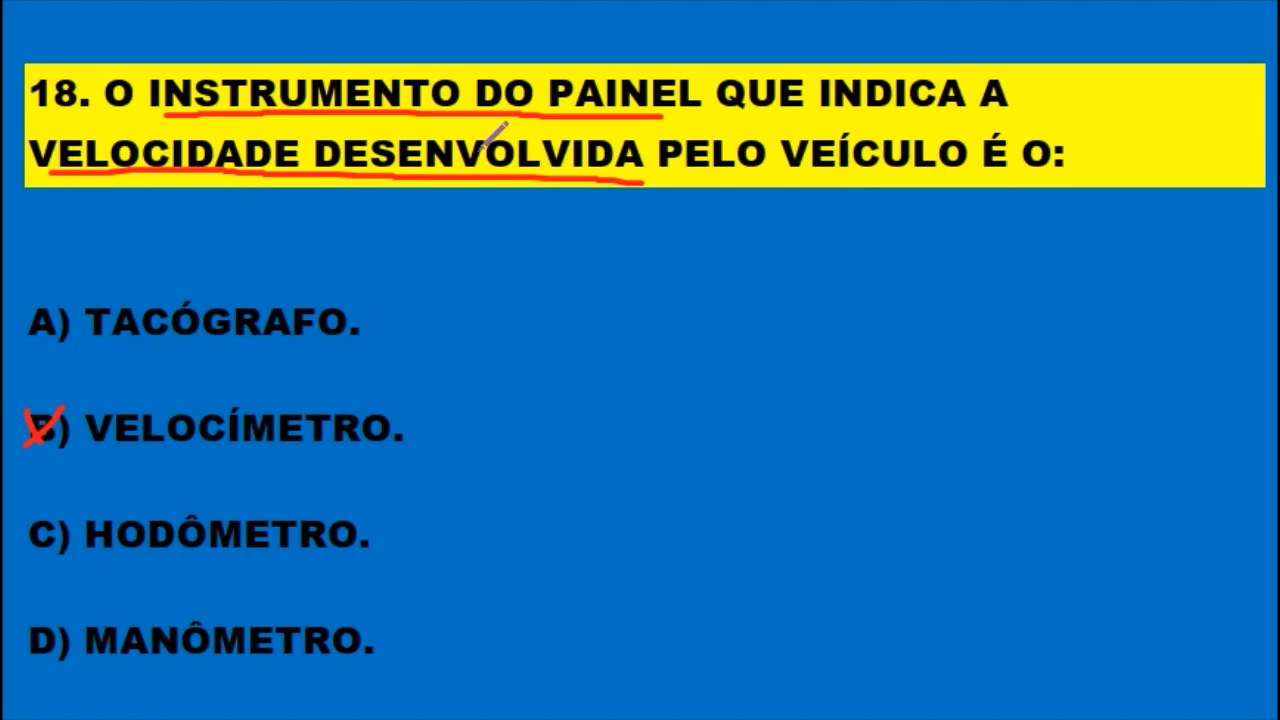 18. O INSTRUMENTO DO PAINEL QUE INDICA A
VELOCIDADE DESENVOLVIDA PELO VEÍCULO É O:
A) TACÓGRAFO.
B) VELOCÍMETRO.
C) HODÔMETRO.
D) MANÔMETRO.